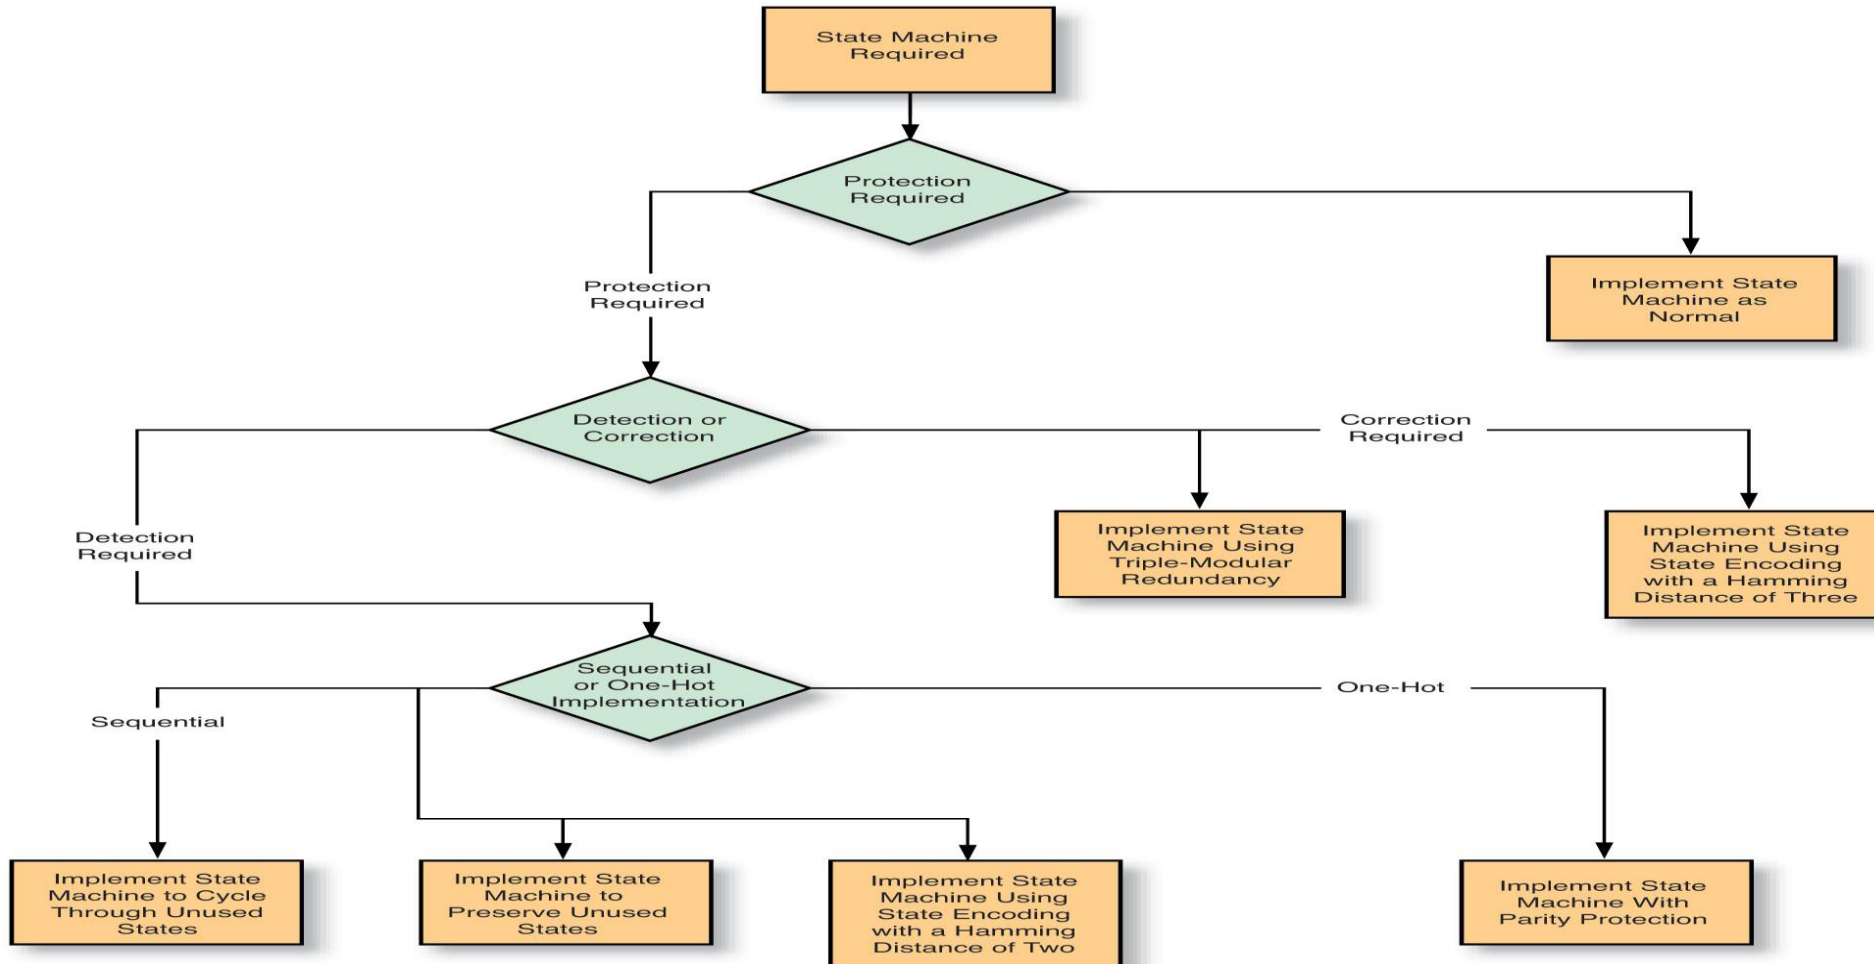 State Machine
Required
Protection
Required
Protection
Required
Implement State
Machine as
Normal
Detection or
Correction
Correction
Required
Detection
Required
Implement State
Machine Using
Triple-Modular
Redundancy
Implement State
Machine Using
State Encoding
with a Hamming
Distance of Three
Sequential
or One-Hot
Implementation
One-Hot
Sequential
Implement State
Machine to Cycle
Through Unused
States
Implement State
Machine to
Preserve Unused
States
Implement State
Machine Using
State Encoding
with a Hamming
Distance of Two
Implement State
Machine With
Parity Protection